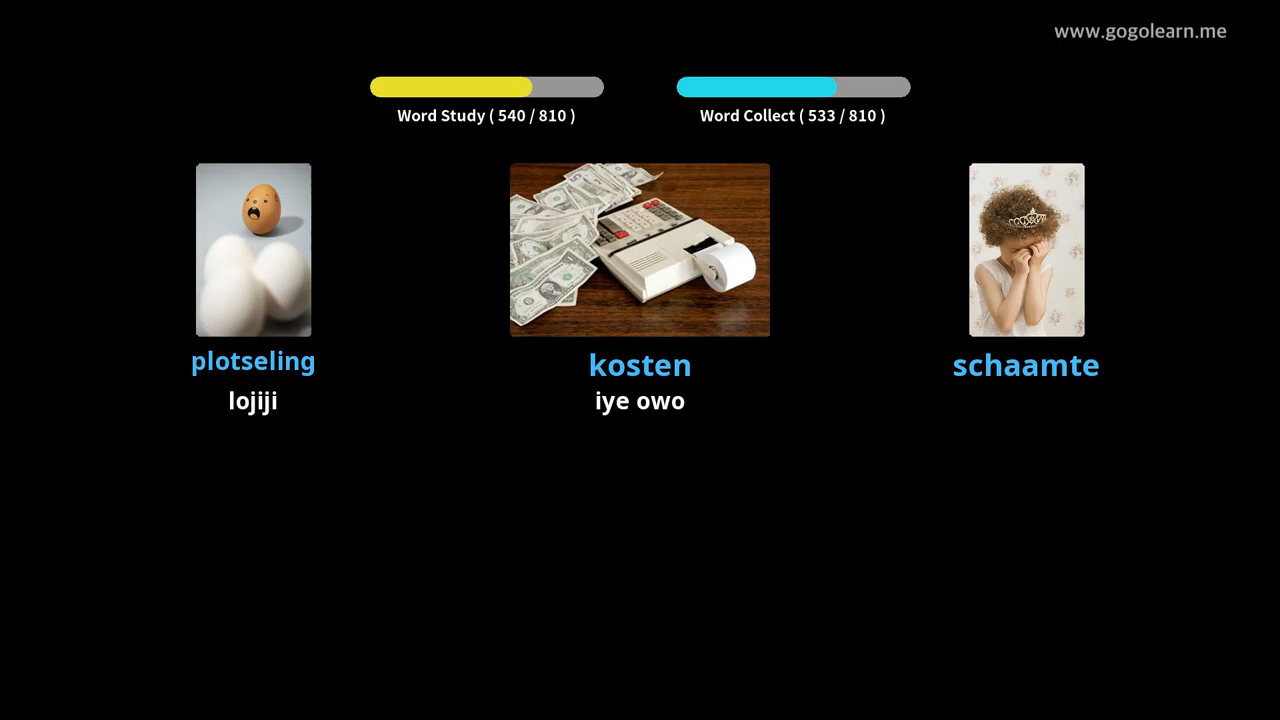 www.gogolearn.me
Word Study ( 540 / 810 )
Word Collect ( 533 / 810 )
plotseling
kosten
schaamte
lojiji
iye owo